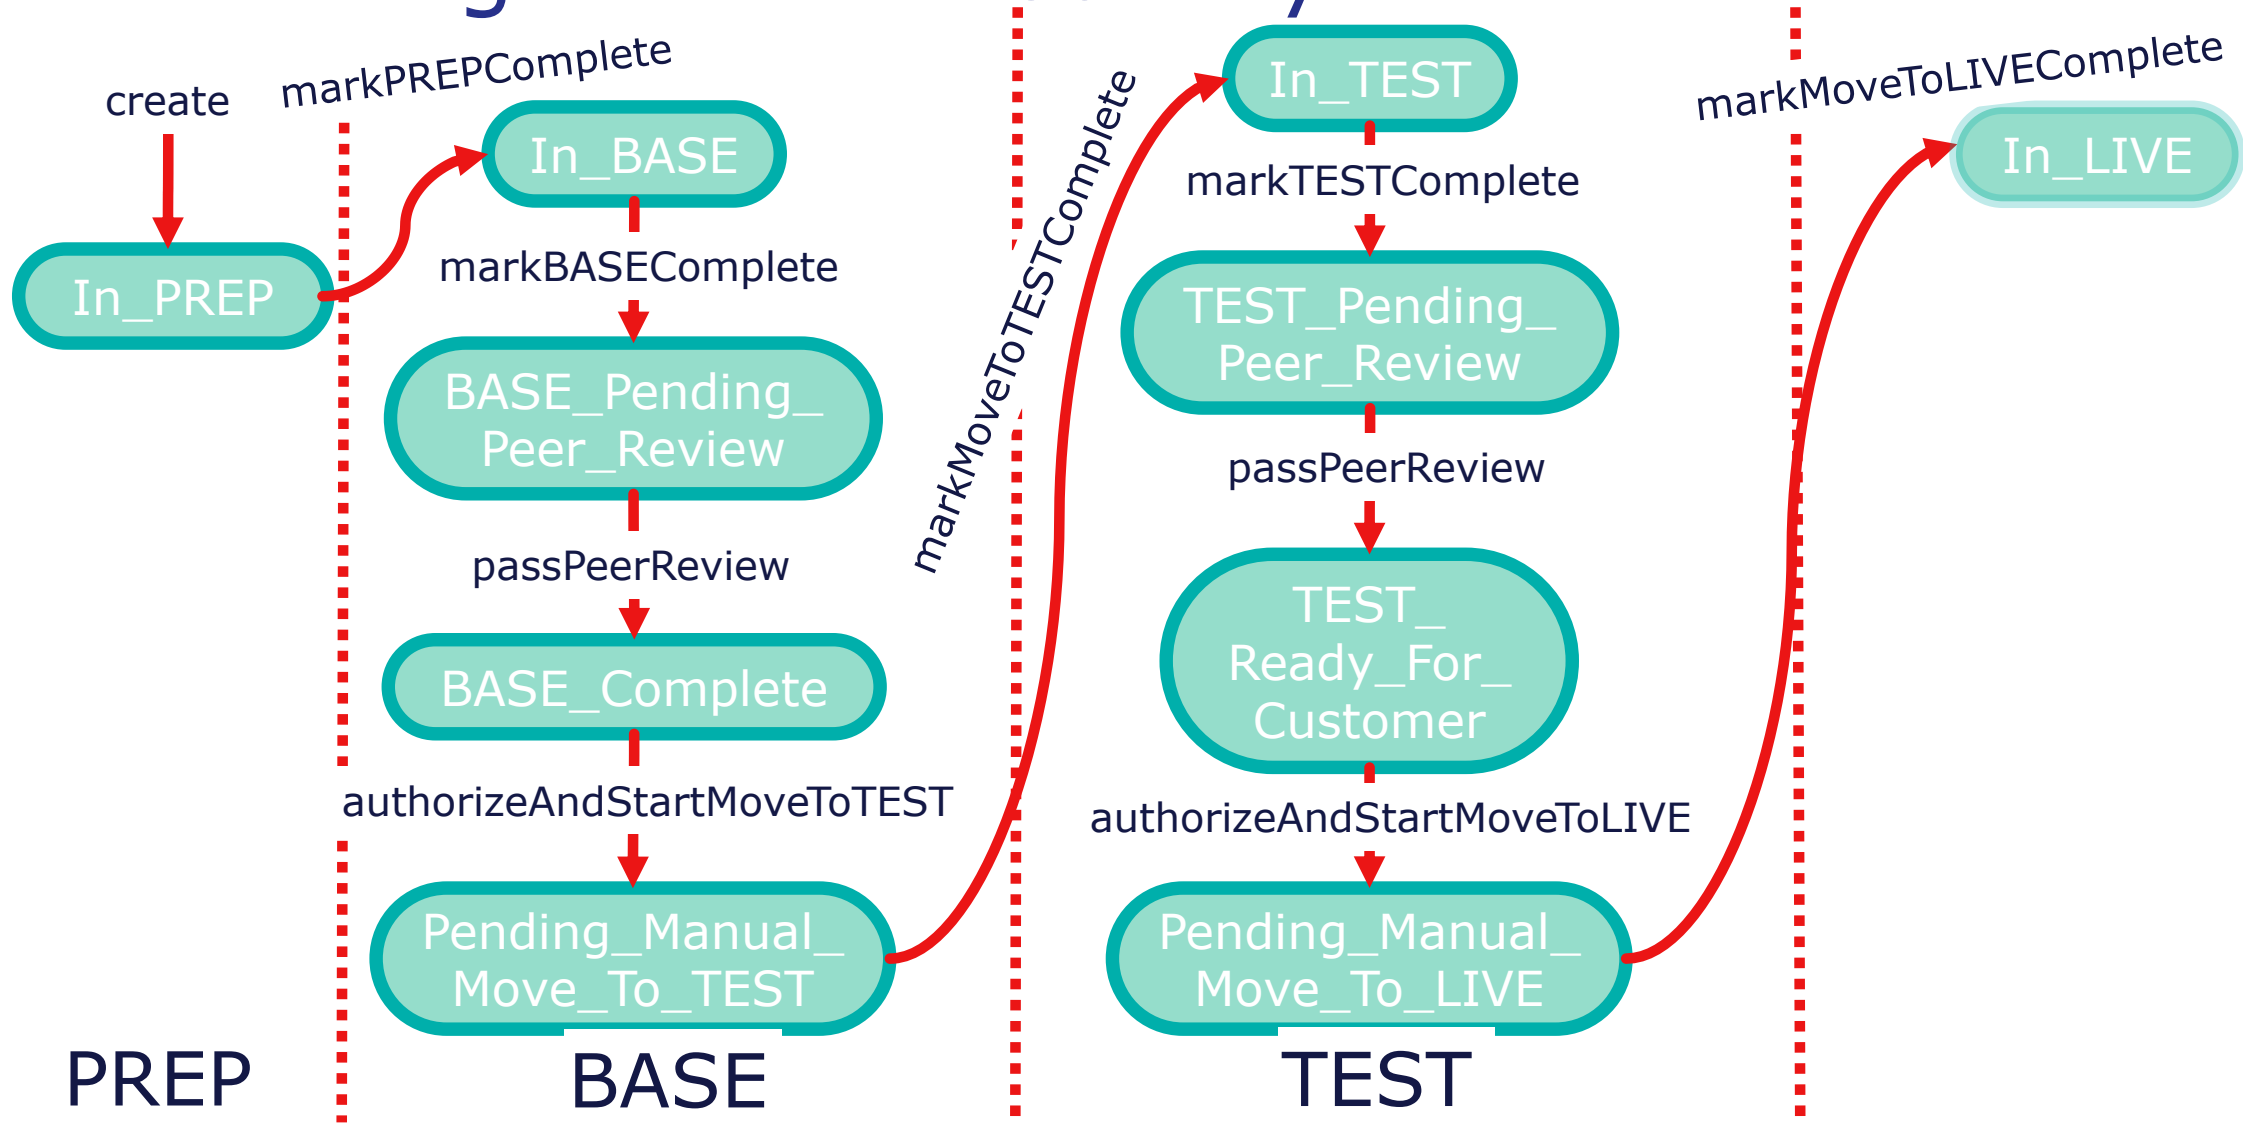 create
markPREPComplete
In_PREP
In_BASE
markBASEComplete
BASE_Pending_
Peer_Review
passPeerReview
BASE_Complete
authorizeAndStartMoveToTEST
Pending_Manual_
Move_To_TEST
markMoveToTESTComplete
In_TEST
markTESTComplete
TEST_Pending_
Peer_Review
passPeerReview
TEST_
Ready_For_
Customer
authorizeAndStartMoveToLIVE
Pending_Manual_
Move_To_LIVE
markMoveToLIVEComplete
In_LIVE
PREP
BASE
TEST